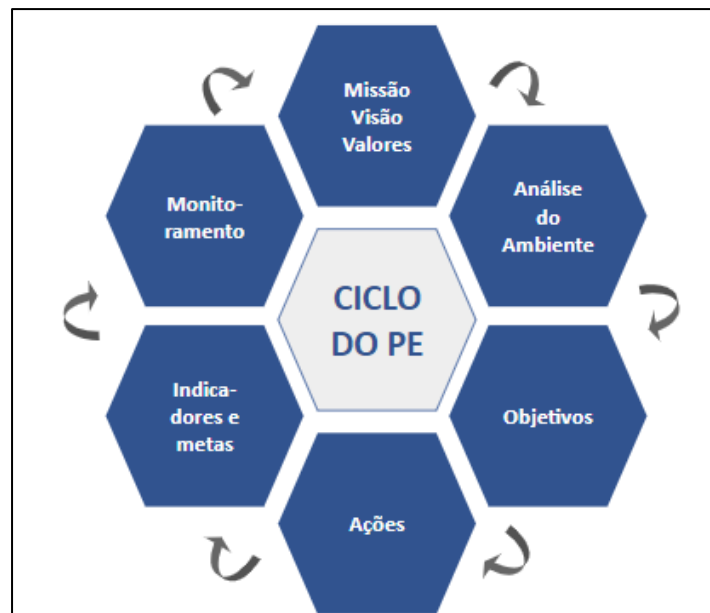 Missão
Visão
Valores
Análise
do
Ambiente
Objetivos
Ações
Indica-
dores e
metas
Monito-
ramento
CICLO
DO PE